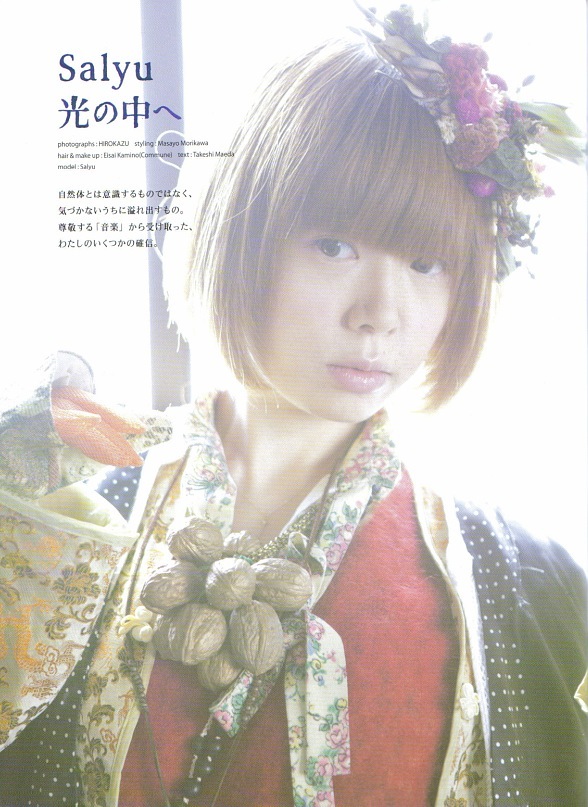 Salyu
光の中へ
photographs : HIROKAZU styling : Masayo Morikawa
hair & make up : Eisai Kamino(Commune) text : Takeshi Maeda
model : Salyu
自然体とは意識するものではなく、
気づかないうちに溢れ出すもの。
尊敬する「音楽」から受け取った、
わたしのいくつかの確信。